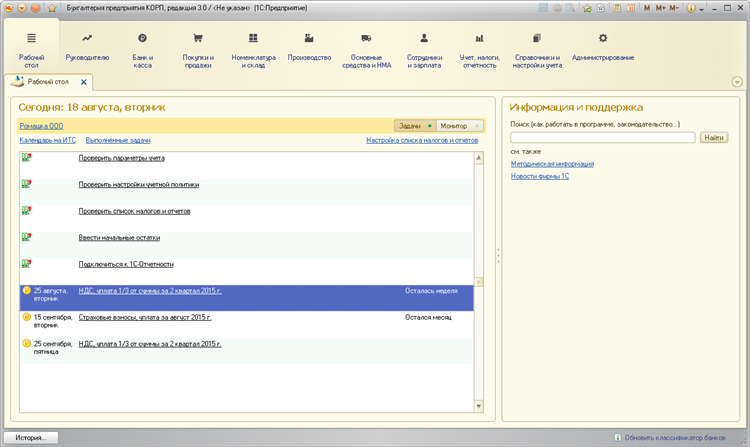 Бухгалтерия предприятия КОРП, редакция 3.0 / <Не указан> (1С:Предприятие)
M M+ M-
Рабочий стол
Руководителю
Банк и касса
Покупки и продажи
Номенклатура и склад
Производство
Основные средства и НМА
Сотрудники и зарплата
Учет, налоги, отчетность
Справочники и настройки учета
Администрирование
Рабочий стол
Сегодня: 18 августа, вторник
Ромашка ООО
Задачи
Монитор
Календарь на ИТС
Выполненные задачи
Настройка списка налогов и отчетов
Проверить параметры учета
Проверить настройки учетной политики
Проверить список налогов и отчетов
Ввести начальные остатки
Подключиться к 1С-Отчетности
25 августа, вторник
НДС, уплата 1/3 от суммы за 2 квартал 2015 г.
Осталась неделя
15 сентября, вторник
Страховые взносы, уплата за август 2015 г.
Остался месяц
25 сентября, пятница
НДС, уплата 1/3 от суммы за 2 квартал 2015 г.
Информация и поддержка
Поиск (как работать в программе, законодательство...)
Найти
см. также
Методическая информация
Новости фирмы 1С
История...
Обновить классификатор банков